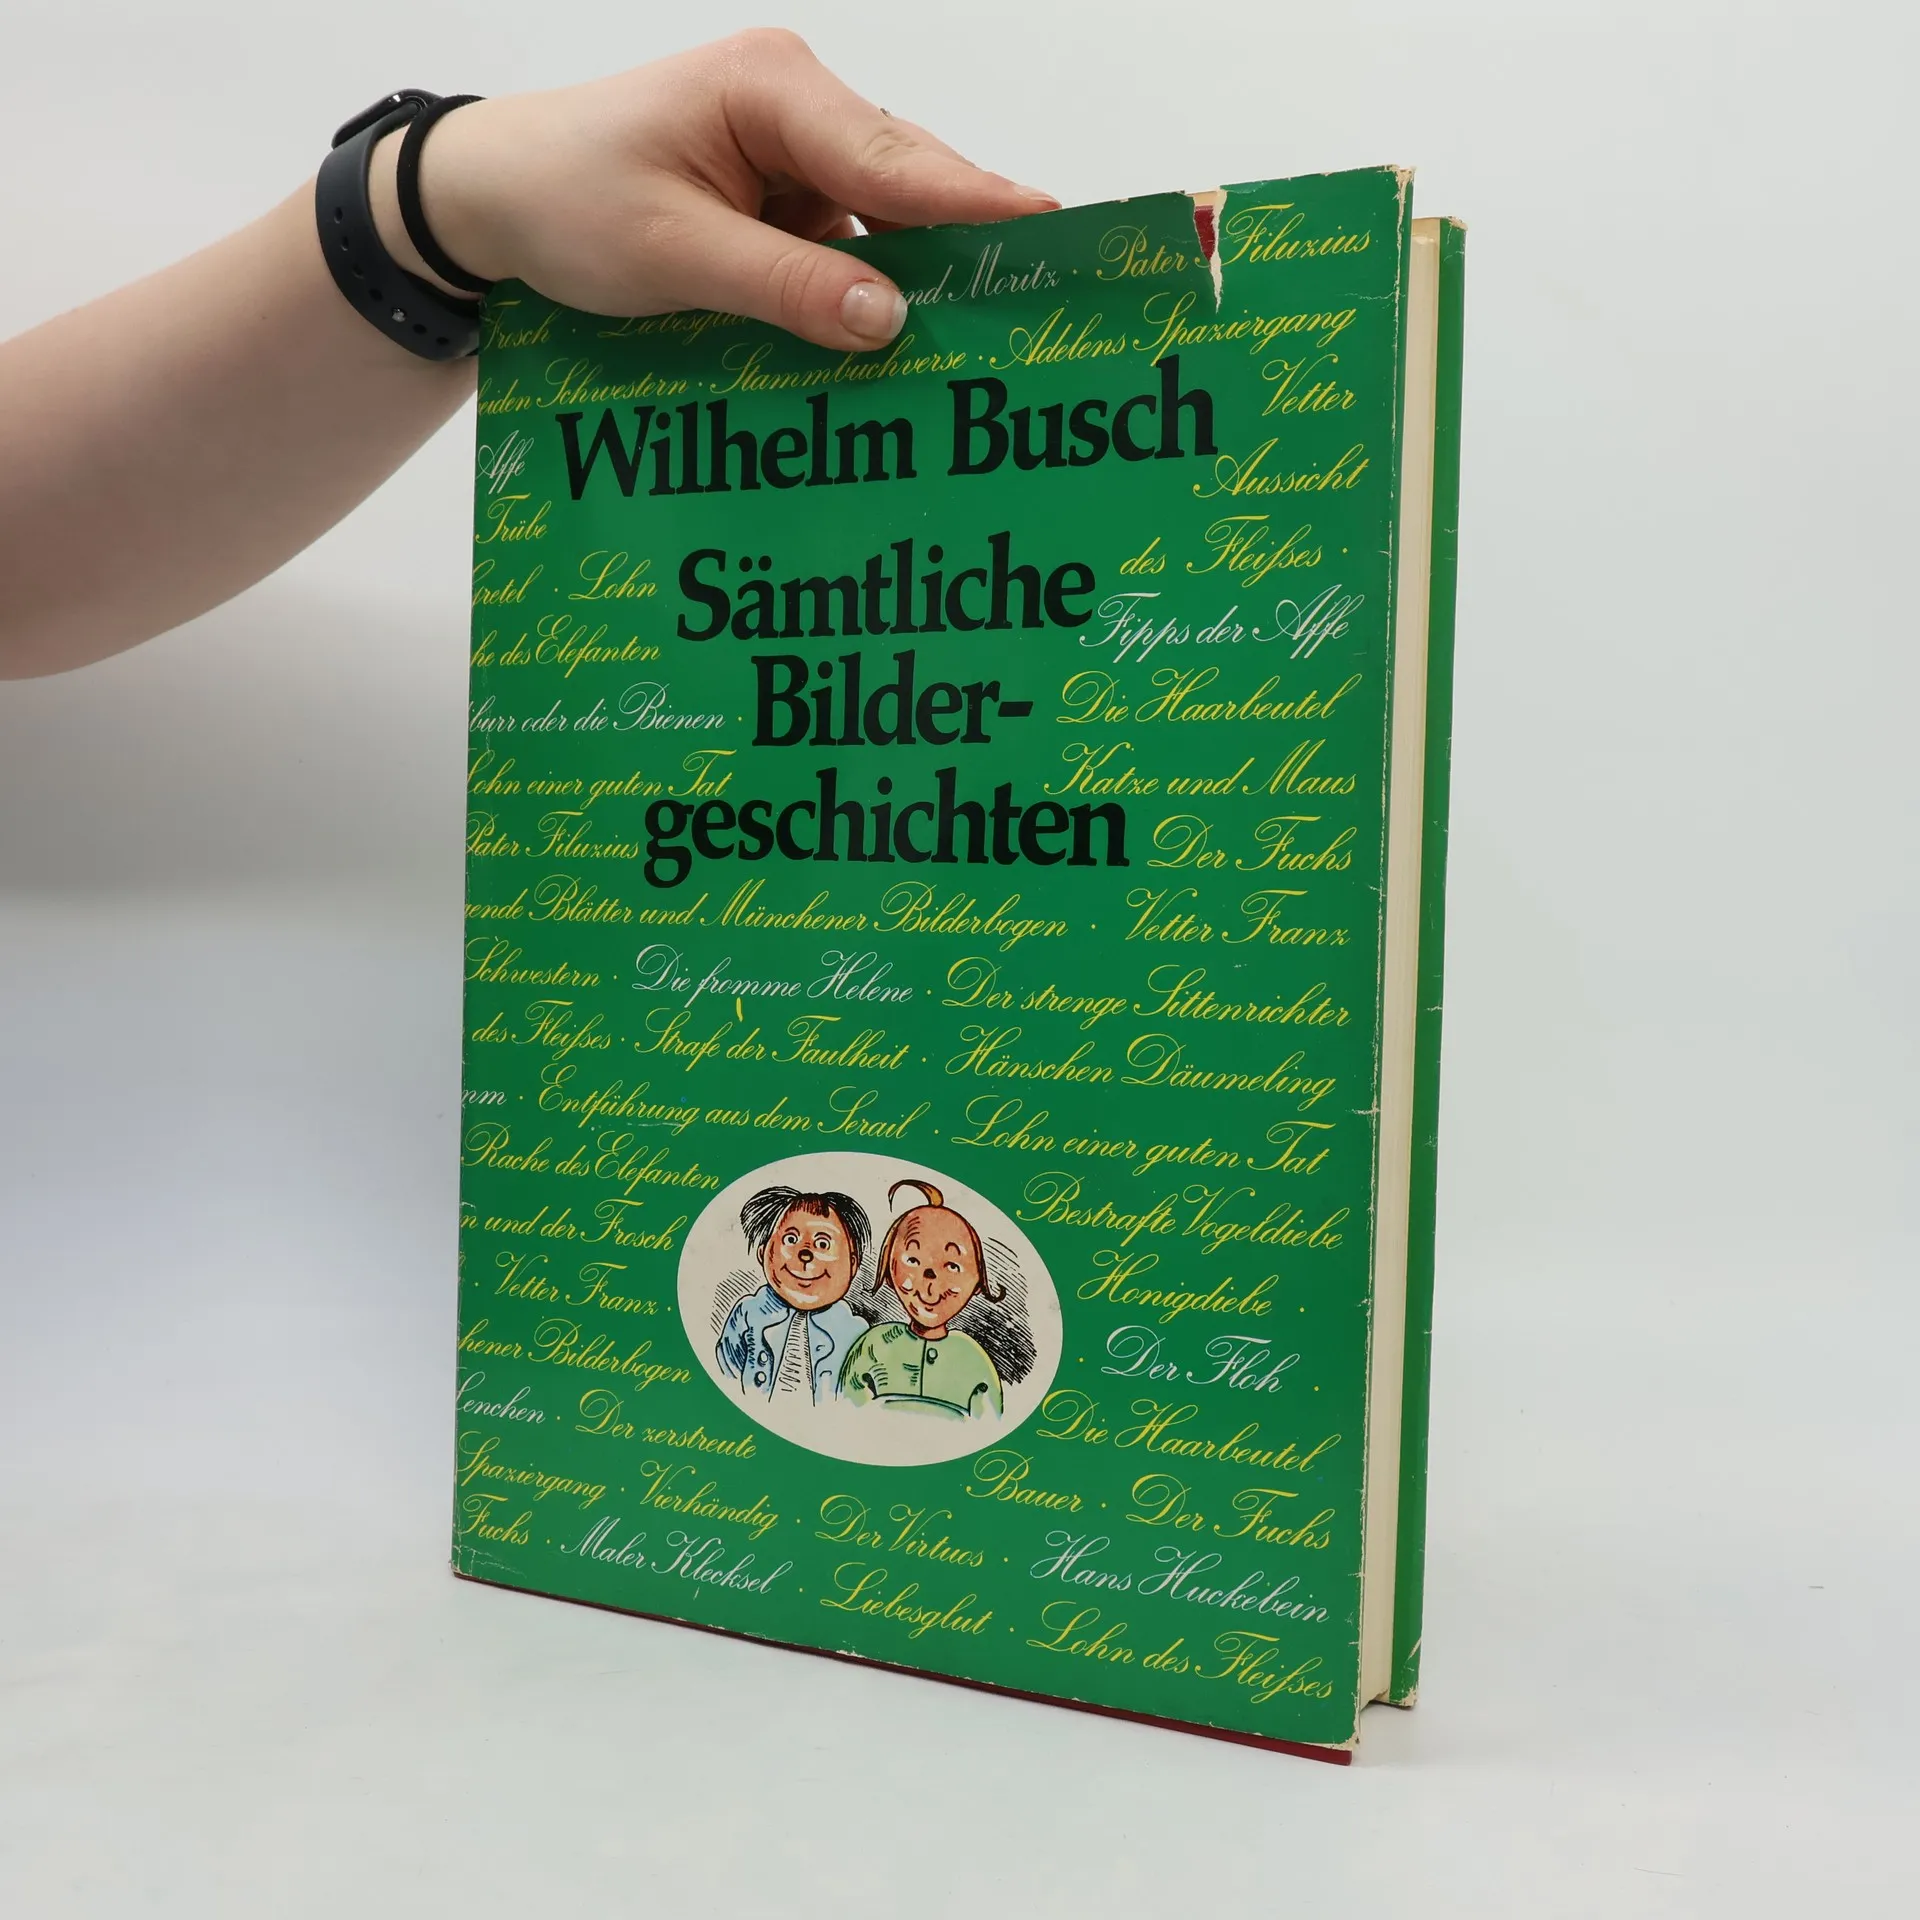 und Moritz · Pater Filuzius
Frosch · Liebesglut
eiden Schwestern · Stammbuchverse · Adelens Spaziergang
Wilhelm Busch
Vetter
Affe
Aussicht
Trübe
Sämtliche
des Fleißes ·
gretel · Lohn
Fipps der Affe
he des Elefanten
Bilder-
Die Haarbeutel
burr oder die Bienen ·
Katze und Maus
Lohn einer guten Tat
geschichten
Der Fuchs
Pater Filuzius
gende Blätter und Münchener Bilderbogen · Vetter Franz
Schwestern · Die fromme Helene · Der strenge Sittenrichter
des Fleißes · Strafe der Faulheit · Hänschen Däumeling
mm · Entführung aus dem Serail · Lohn einer guten Tat
Rache des Elefanten
Bestrafte Vogeldiebe
n und der Frosch
Honigdiebe ·
· Vetter Franz ·
· Der Floh ·
hener Bilderbogen
Die Haarbeutel
enchen · Der zerstreute
Bauer · Der Fuchs
Spaziergang · Vierhändig · Der Virtuos · Hans Huckebein
Fuchs · Maler Klecksel · Liebesglut · Lohn des Fleißes